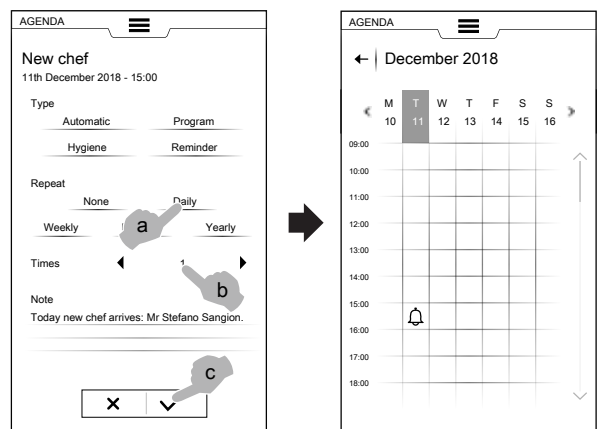 AGENDA
New chef
11th December 2018 - 15:00
Type
Automatic Program
Hygiene Reminder
Repeat
None Daily
Weekly Yearly
a
Times 1
b
Note
Today new chef arrives: Mr Stefano Sangion.
c
AGENDA
December 2018
M T W T F S S
10 11 12 13 14 15 16
09:00
10:00
11:00
12:00
13:00
14:00
15:00
16:00
17:00
18:00